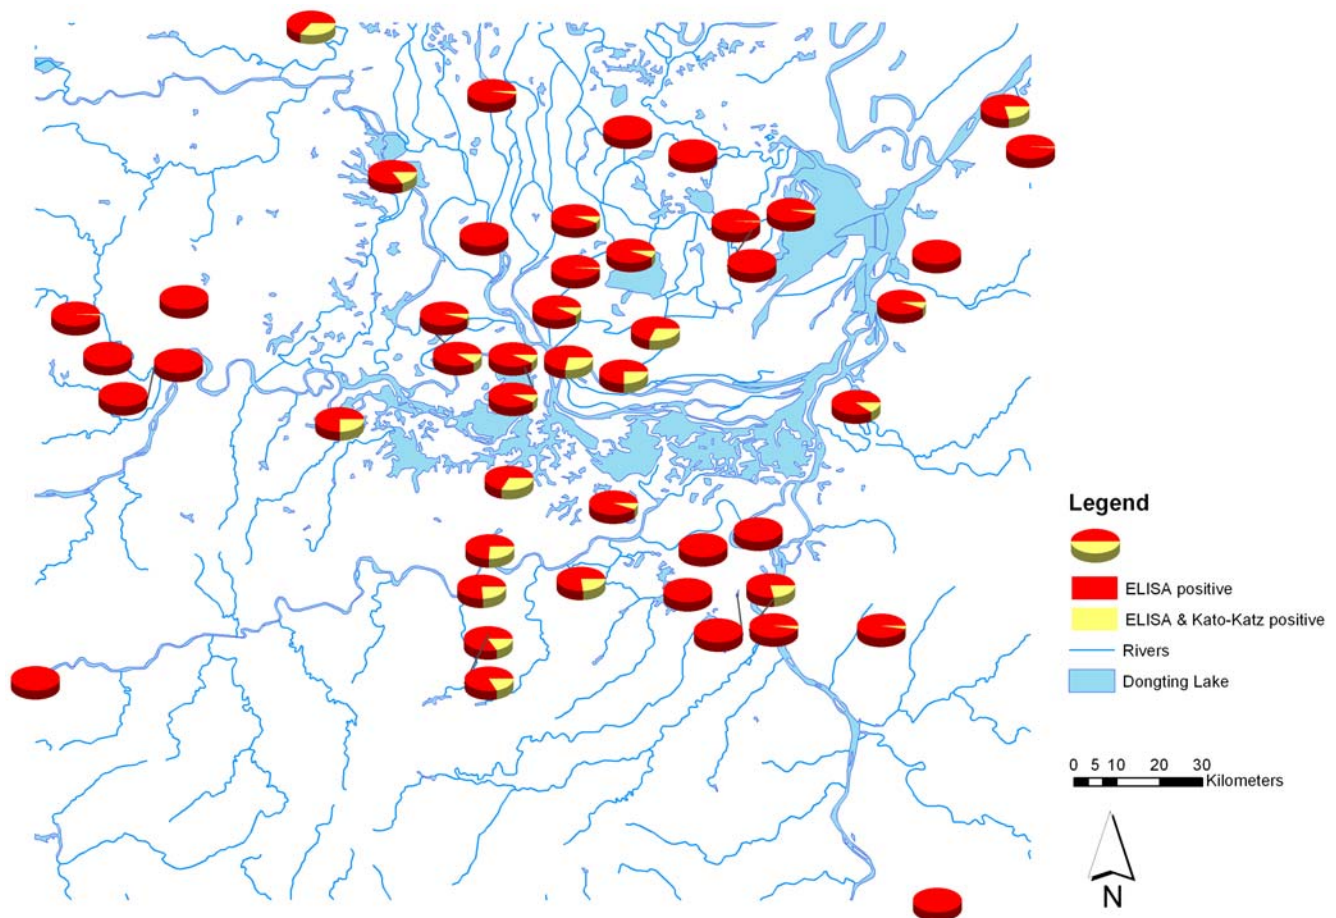 Legend
ELISA positive
ELISA & Kato-Katz positive
Rivers
Dongting Lake
0 5 10 20 30
Kilometers
N